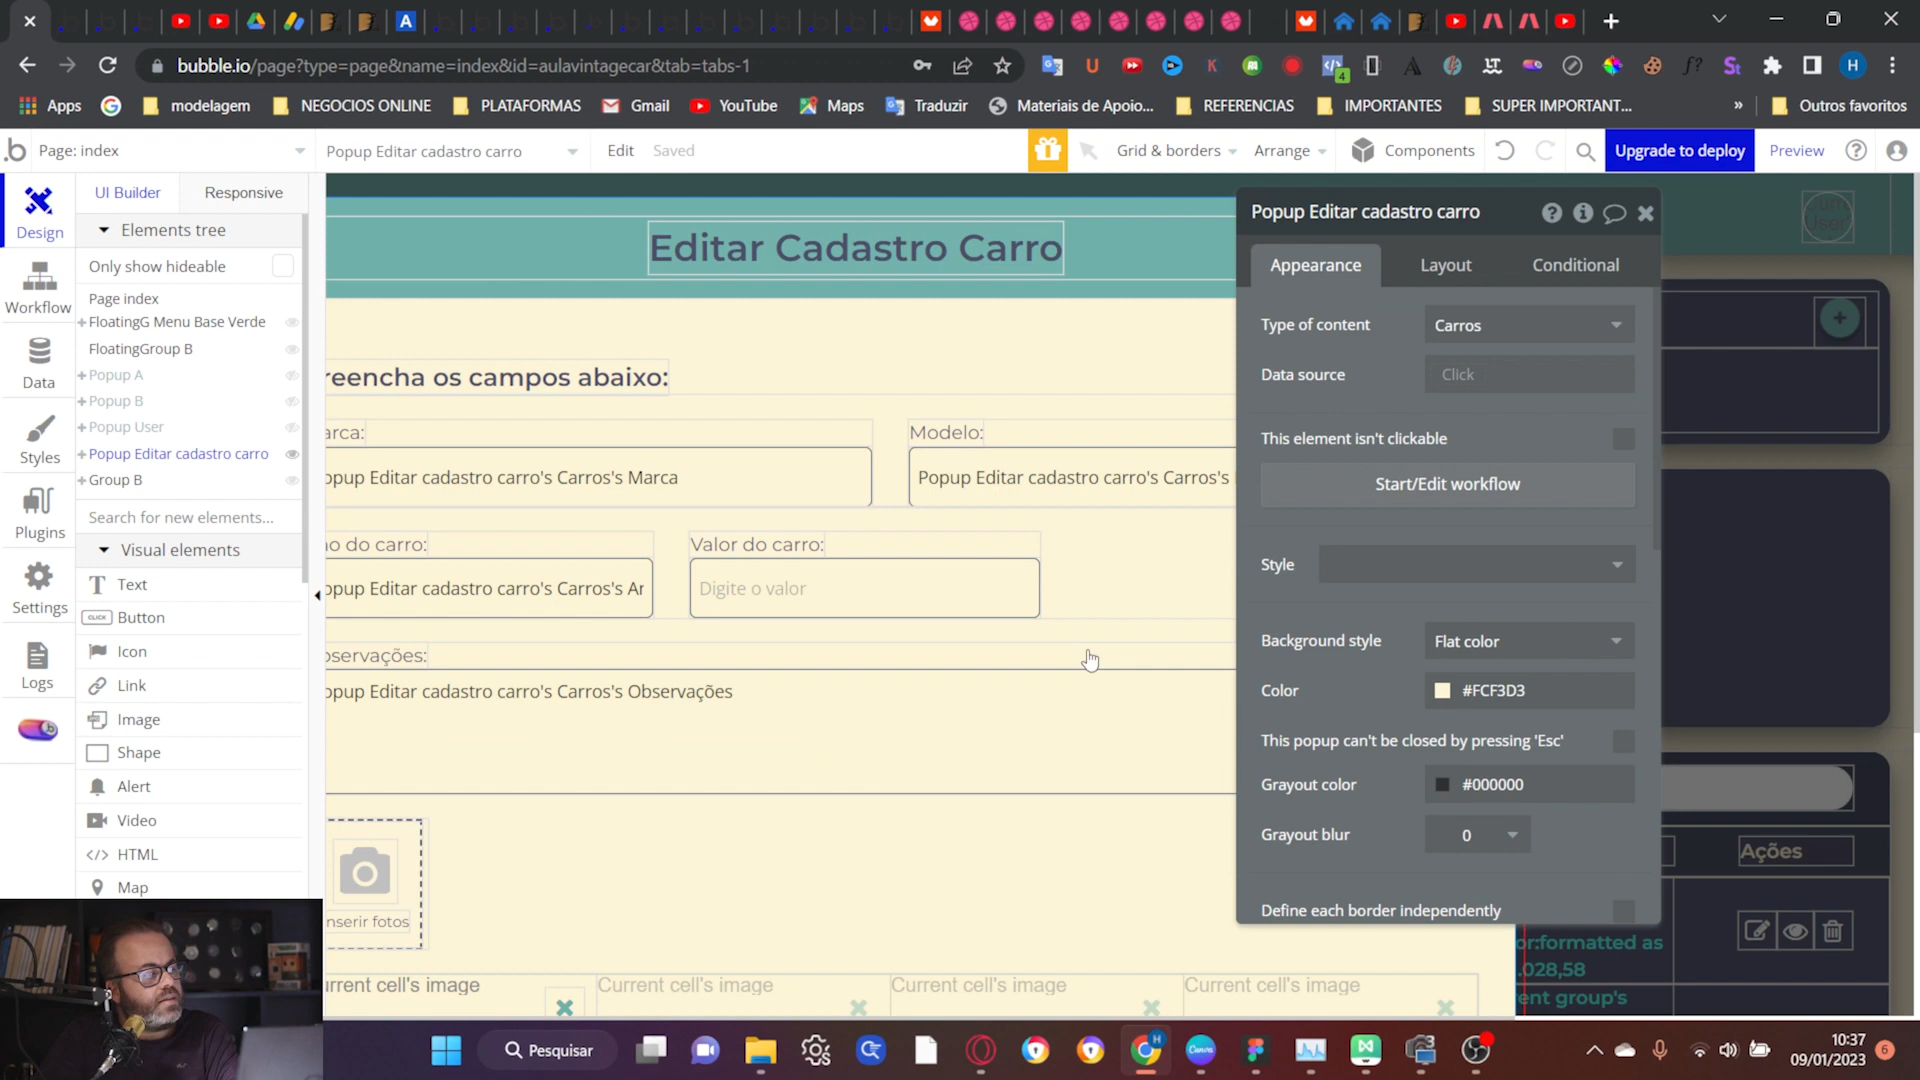 bubble.io/page?type=page&name=index&id=aulavintagecar&tab=tabs-1
Apps
modelagem
NEGOCIOS ONLINE
PLATAFORMAS
Gmail
YouTube
Maps
Traduzir
Materiais de Apoio...
REFERENCIAS
IMPORTANTES
SUPER IMPORTANT...
»
Outros favoritos
Page: index
Popup Editar cadastro carro
Edit
Saved
Grid & borders
Arrange
Components
Upgrade to deploy
Preview
Design
Workflow
Data
Styles
Plugins
Settings
Logs
UI Builder
Responsive
Elements tree
Only show hideable
Page index
FloatingG Menu Base Verde
FloatingGroup B
Popup A
Popup B
Popup User
Popup Editar cadastro carro
Group B
Search for new elements...
Visual elements
Text
Button
Icon
Link
Image
Shape
Alert
Video
HTML
Map
Editar Cadastro Carro
reencha os campos abaixo:
arca:
opup Editar cadastro carro's Carros's Marca
Modelo:
Popup Editar cadastro carro's Carros's
no do carro:
opup Editar cadastro carro's Carros's Ar
Valor do carro:
Digite o valor
bservações:
opup Editar cadastro carro's Carros's Observações
nserir fotos
urrent cell's image
Current cell's image
Current cell's image
Current cell's image
Popup Editar cadastro carro
Appearance
Layout
Conditional
Type of content
Carros
Data source
Click
This element isn't clickable
Start/Edit workflow
Style
Background style
Flat color
Color
#FCF3D3
This popup can't be closed by pressing 'Esc'
Grayout color
#000000
Grayout blur
0
Define each border independently
Ações
or:formatted as
.028,58
ent group's
Pesquisar
10:37
09/01/2023
6